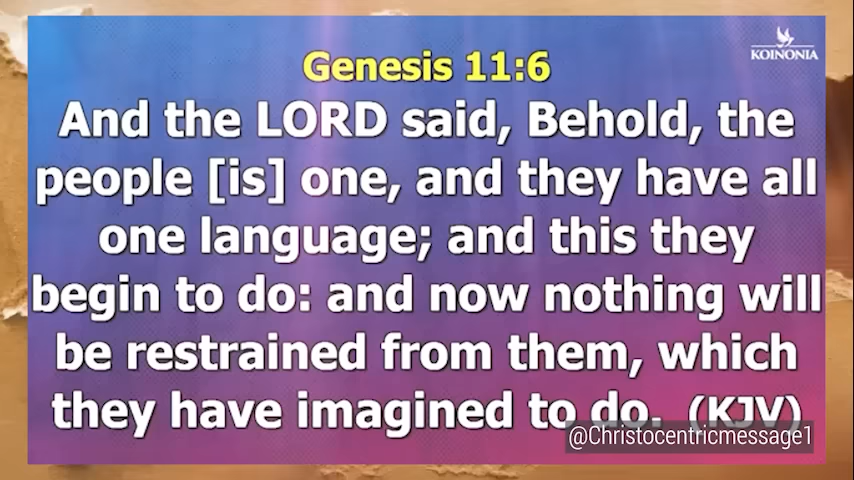 KOINONIA
Genesis 11:6
And the LORD said, Behold, the
people [is] one, and they have all
one language; and this they
begin to do: and now nothing will
be restrained from them, which
they have imagined to do. (KJV)
@Christocentricmessage1